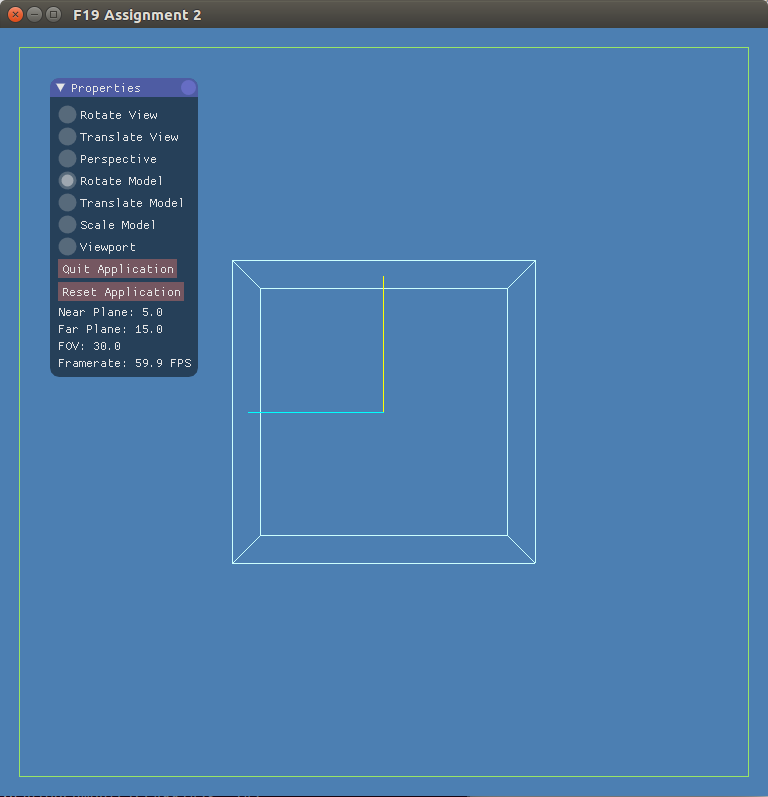 F19 Assignment 2
Properties
Rotate View
Translate View
Perspective
Rotate Model
Translate Model
Scale Model
Viewport
Quit Application
Reset Application
Near Plane: 5.0
Far Plane: 15.0
FOV: 30.0
Framerate: 59.9 FPS